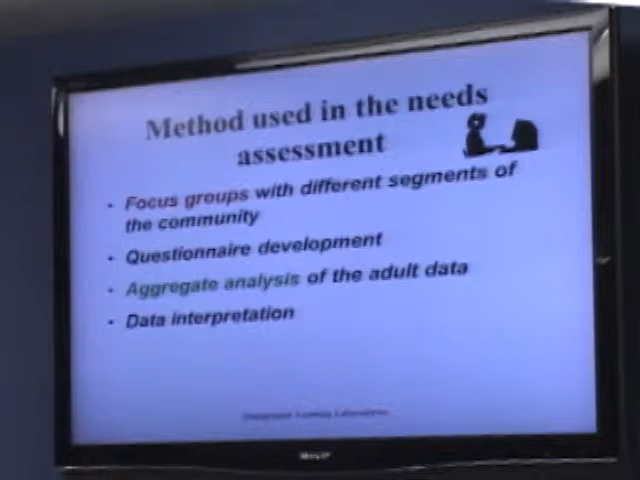 Method used in the needs
assessment
• Focus groups with different segments of
the community
• Questionnaire development
• Aggregate analysis of the adult data
• Data interpretation